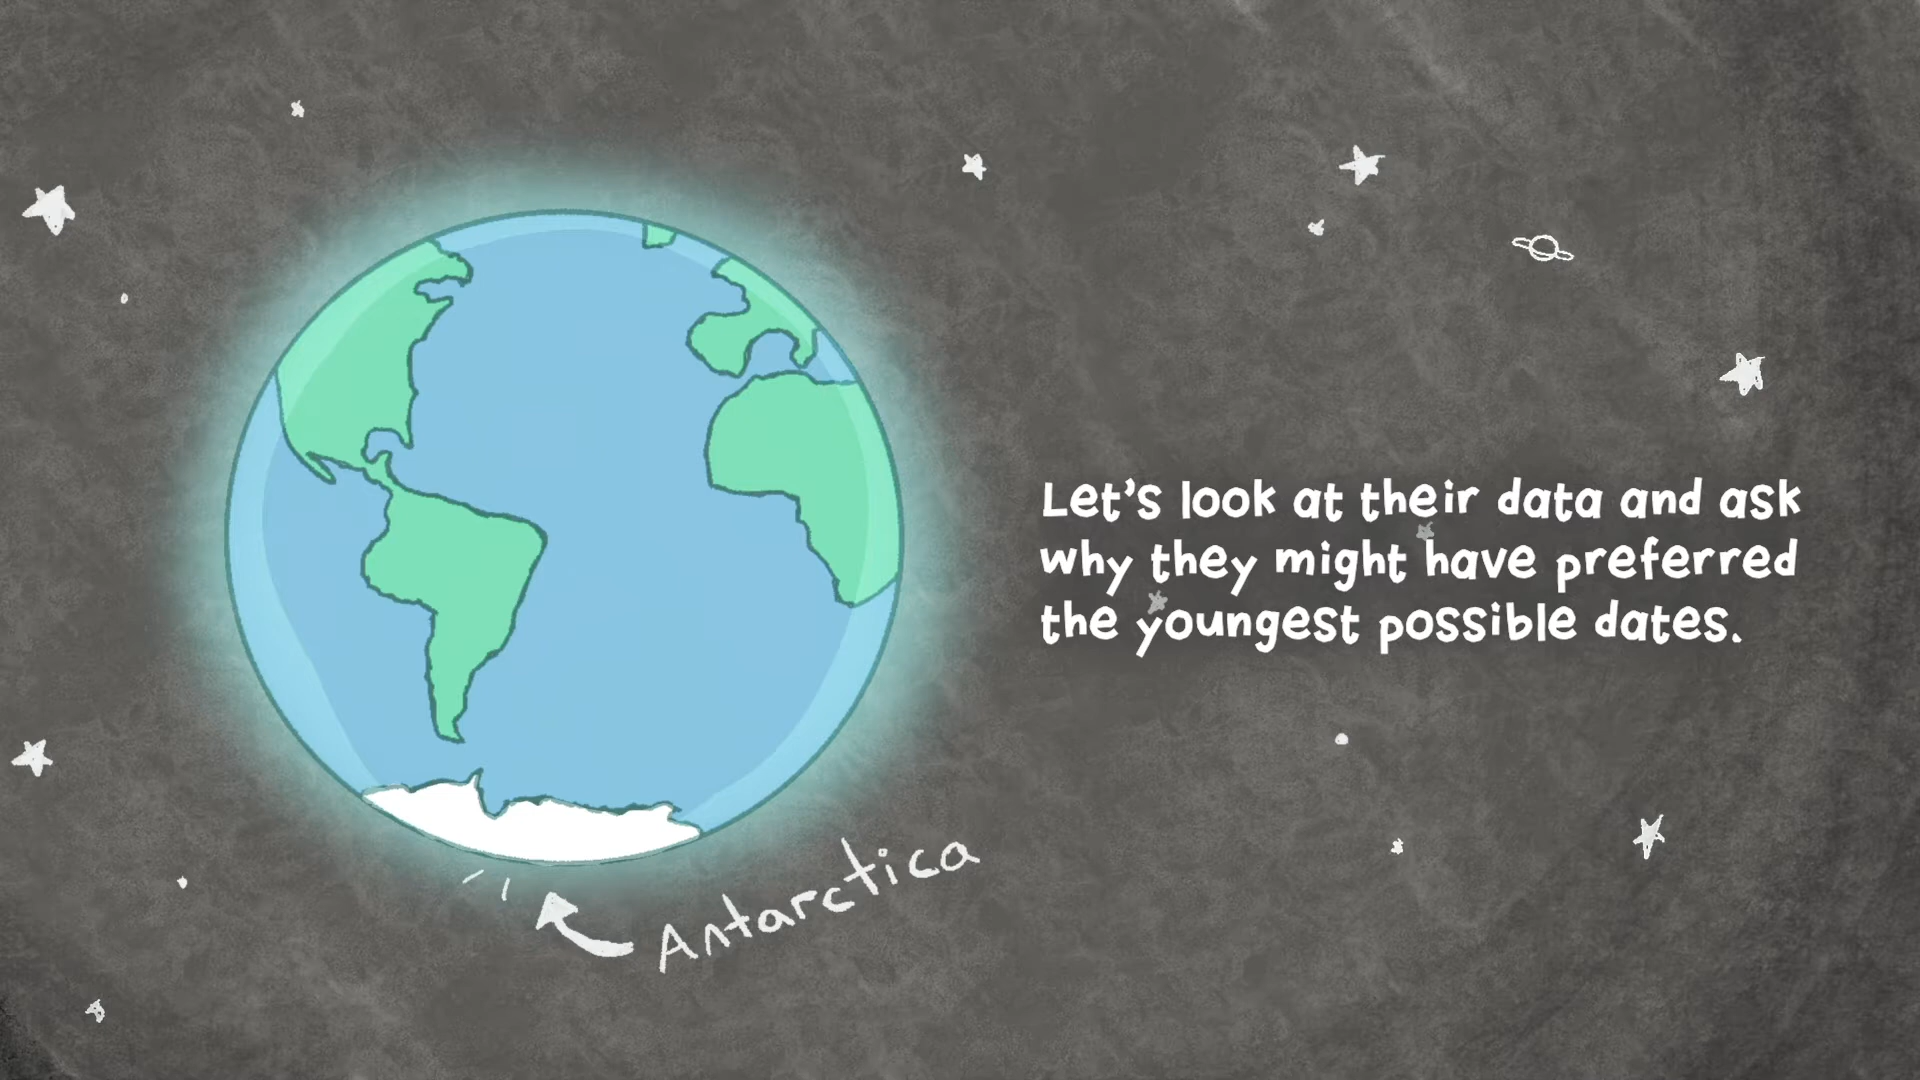 Let's look at their data and ask
why they might have preferred
the youngest possible dates.
Antarctica